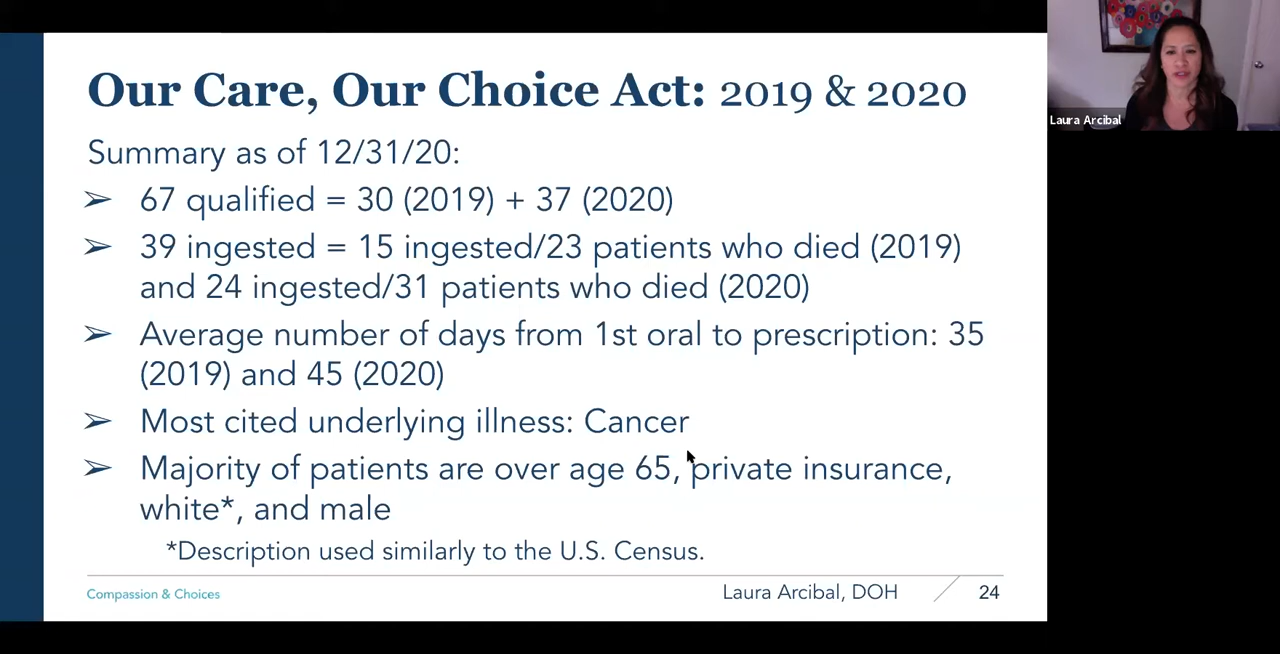 Our Care, Our Choice Act: 2019 & 2020
Laura Arcibal
Summary as of 12/31/20:
➢ 67 qualified = 30 (2019) + 37 (2020)
➢ 39 ingested = 15 ingested/23 patients who died (2019)
and 24 ingested/31 patients who died (2020)
➢ Average number of days from 1st oral to prescription: 35
(2019) and 45 (2020)
➢ Most cited underlying illness: Cancer
➢ Majority of patients are over age 65, private insurance,
white*, and male
*Description used similarly to the U.S. Census.
Compassion & Choices
Laura Arcibal, DOH
24